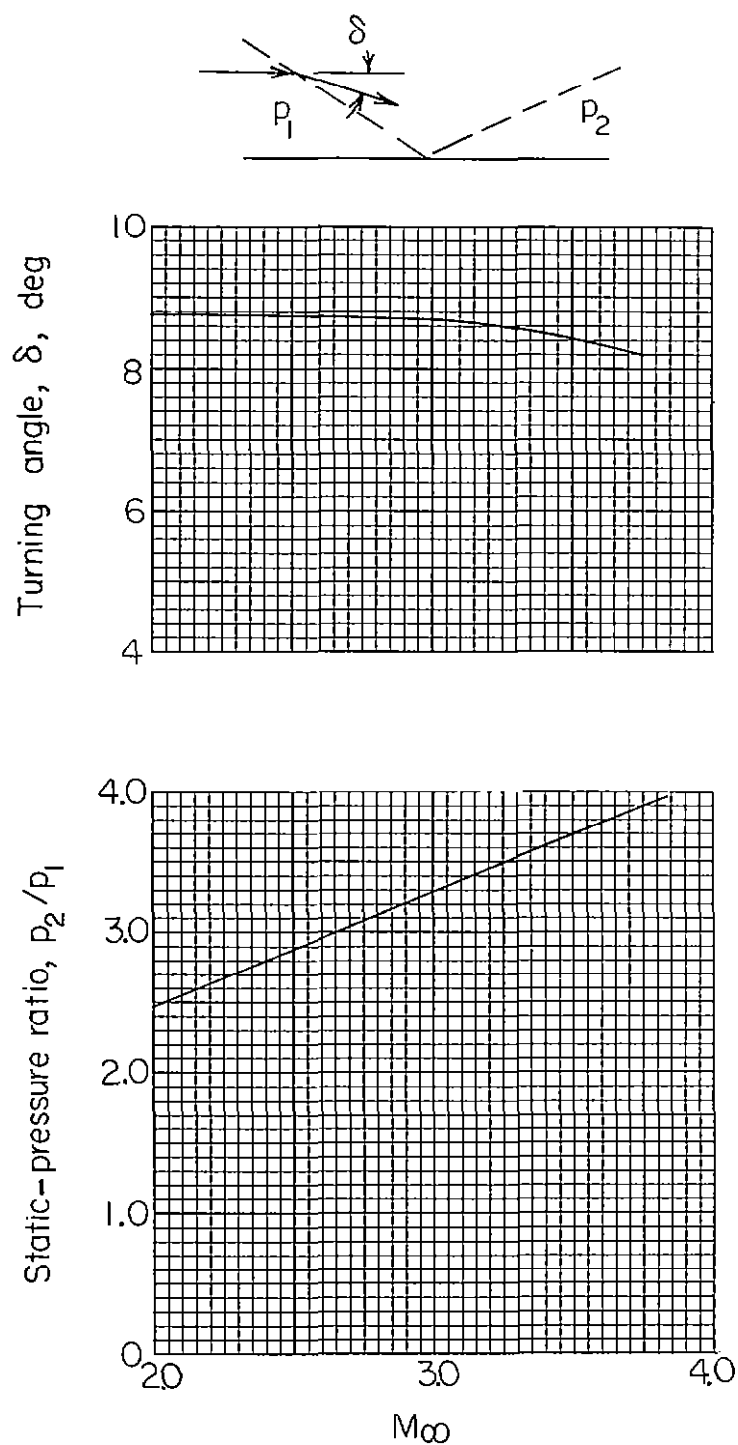 δ
p1
p2
Turning angle, δ, deg
10
8
6
4
Static-pressure ratio, p2/p1
4.0
3.0
2.0
1.0
0
2.0
3.0
4.0
M∞